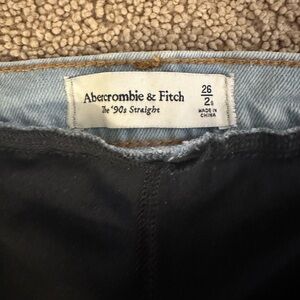 Abercrombie & Fitch
The '90s Straight
26
2s
MADE IN
CHINA